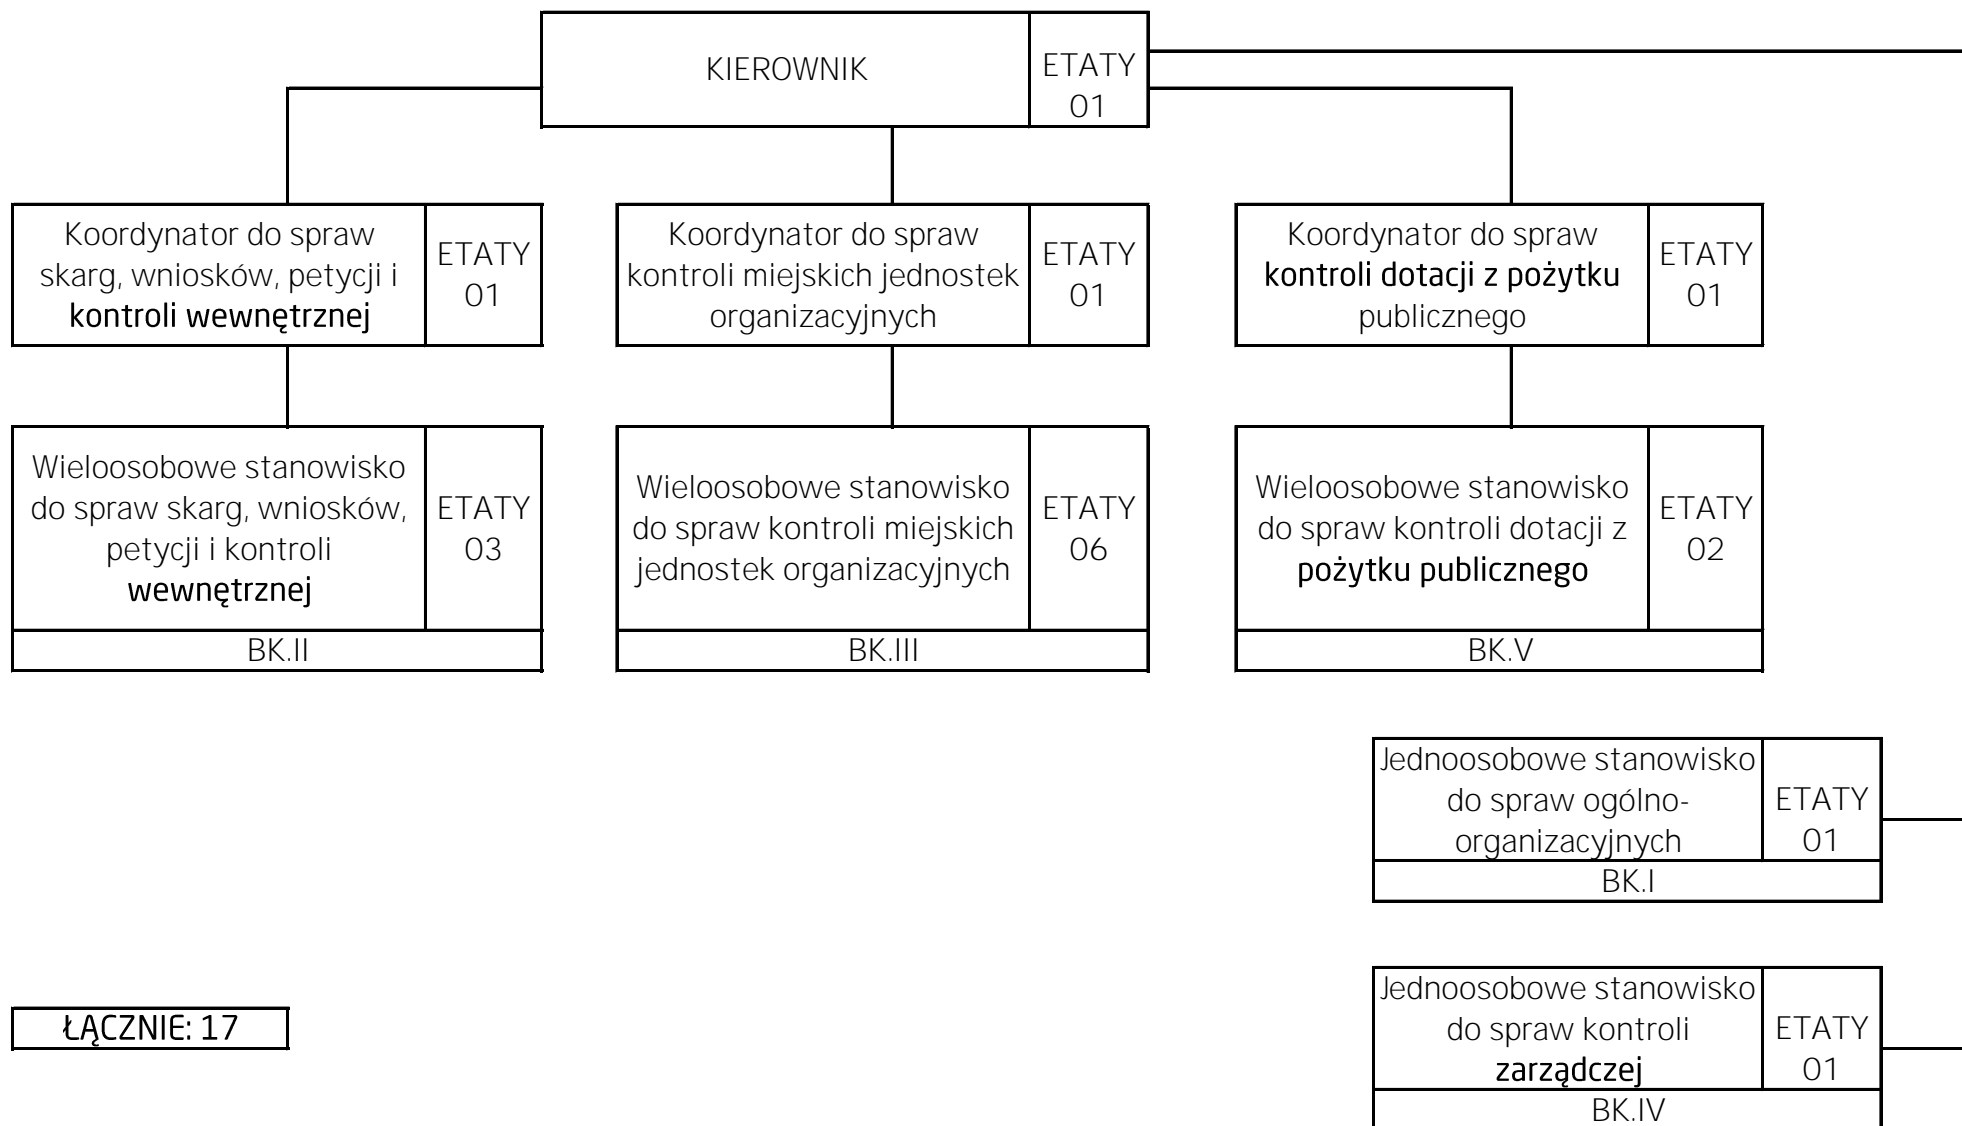 KIEROWNIK
ETATY
01
Koordynator do spraw
skarg, wniosków, petycji i
kontroli wewnętrznej
ETATY
01
Koordynator do spraw
kontroli miejskich jednostek
organizacyjnych
ETATY
01
Koordynator do spraw
kontroli dotacji z pożytku
publicznego
ETATY
01
Wieloosobowe stanowisko
do spraw skarg, wniosków,
petycji i kontroli
wewnętrznej
ETATY
03
BK.II
Wieloosobowe stanowisko
do spraw kontroli miejskich
jednostek organizacyjnych
ETATY
06
BK.III
Wieloosobowe stanowisko
do spraw kontroli dotacji z
pożytku publicznego
ETATY
02
BK.V
Jednoosobowe stanowisko
do spraw ogólno-
organizacyjnych
ETATY
01
BK.I
Jednoosobowe stanowisko
do spraw kontroli
zarządczej
ETATY
01
BK.IV
ŁĄCZNIE: 17